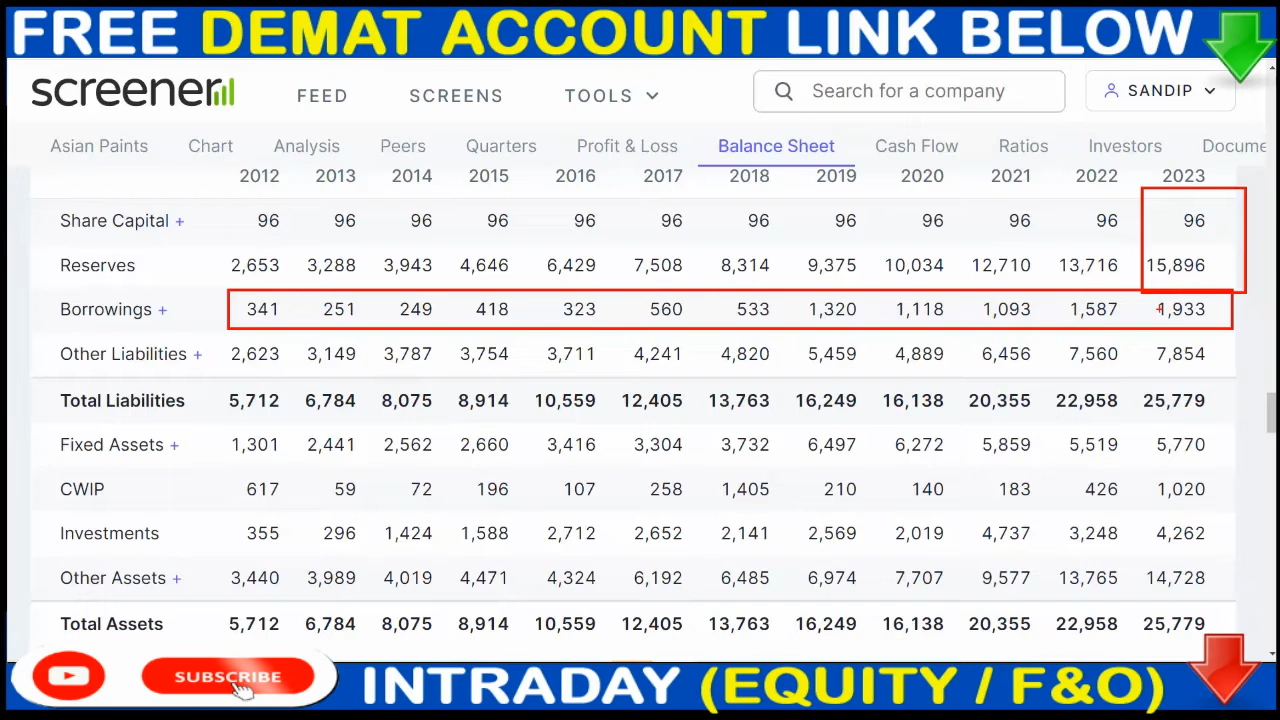 FREE DEMAT ACCOUNT LINK BELOW
screener FEED SCREENS TOOLS Search for a company SANDIP
Asian Paints Chart Analysis Peers Quarters Profit & Loss Balance Sheet Cash Flow Ratios Investors Docume
2012 2013 2014 2015 2016 2017 2018 2019 2020 2021 2022 2023
Share Capital + 96 96 96 96 96 96 96 96 96 96 96 96
Reserves 2,653 3,288 3,943 4,646 6,429 7,508 8,314 9,375 10,034 12,710 13,716 15,896
Borrowings + 341 251 249 418 323 560 533 1,320 1,118 1,093 1,587 1,933
Other Liabilities + 2,623 3,149 3,787 3,754 3,711 4,241 4,820 5,459 4,889 6,456 7,560 7,854
Total Liabilities 5,712 6,784 8,075 8,914 10,559 12,405 13,763 16,249 16,138 20,355 22,958 25,779
Fixed Assets + 1,301 2,441 2,562 2,660 3,416 3,304 3,732 6,497 6,272 5,859 5,519 5,770
CWIP 617 59 72 196 107 258 1,405 210 140 183 426 1,020
Investments 355 296 1,424 1,588 2,712 2,652 2,141 2,569 2,019 4,737 3,248 4,262
Other Assets + 3,440 3,989 4,019 4,471 4,324 6,192 6,485 6,974 7,707 9,577 13,765 14,728
Total Assets 5,712 6,784 8,075 8,914 10,559 12,405 13,763 16,249 16,138 20,355 22,958 25,779
SUBSCRIBE INTRADAY (EQUITY / F&O)